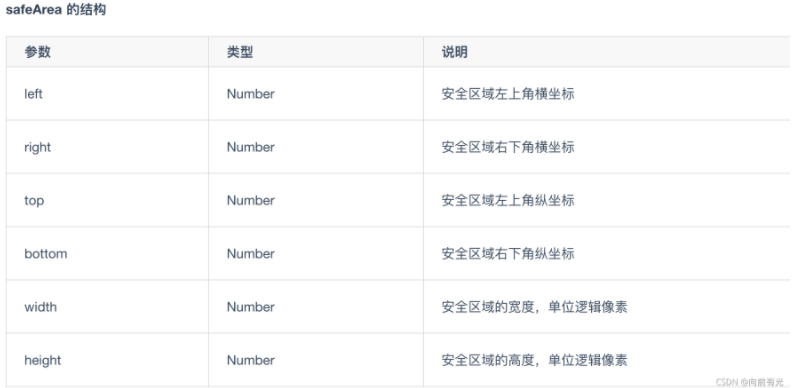 safeArea 的结构
参数 类型 说明
left Number 安全区域左上角横坐标
right Number 安全区域右下角横坐标
top Number 安全区域左上角纵坐标
bottom Number 安全区域右下角纵坐标
width Number 安全区域的宽度，单位逻辑像素
height Number 安全区域的高度，单位逻辑像素
CSDN @向前有光